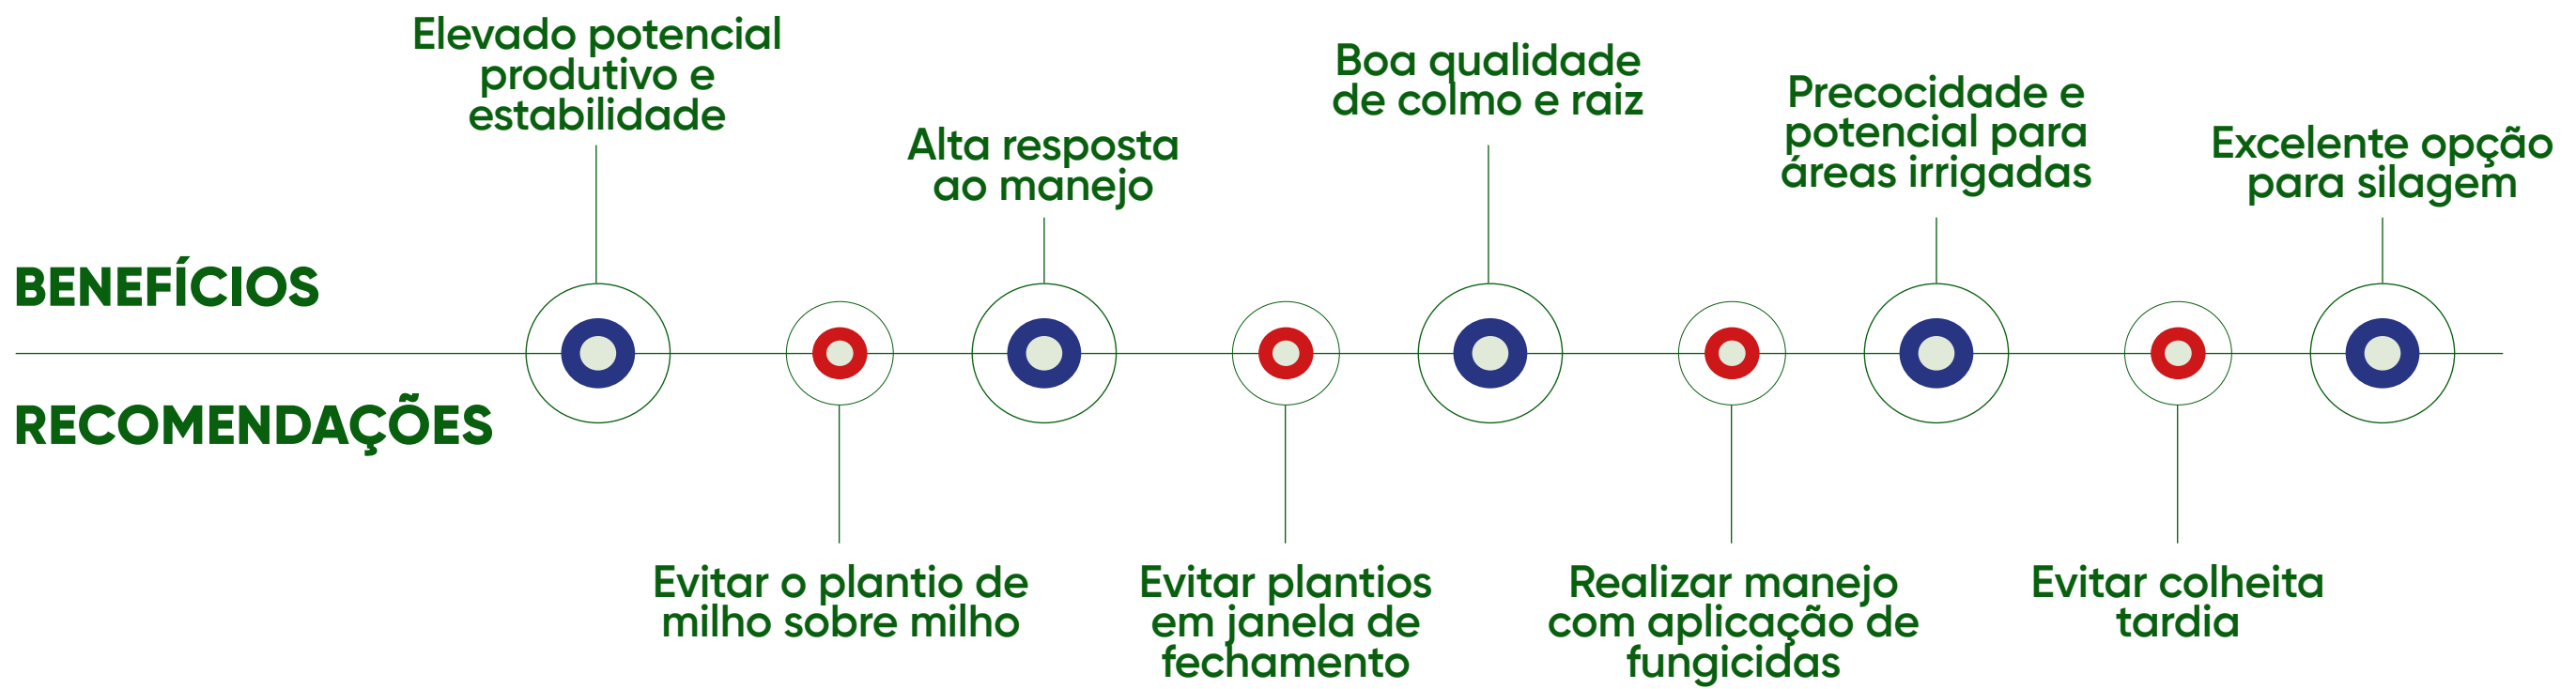 BENEFÍCIOS
Elevado potencial
produtivo e
estabilidade
Alta resposta
ao manejo
Boa qualidade
de colmo e raiz
Precocidade e
potencial para
áreas irrigadas
Excelente opção
para silagem
RECOMENDAÇÕES
Evitar o plantio de
milho sobre milho
Evitar plantios
em janela de
fechamento
Realizar manejo
com aplicação de
fungicidas
Evitar colheita
tardia